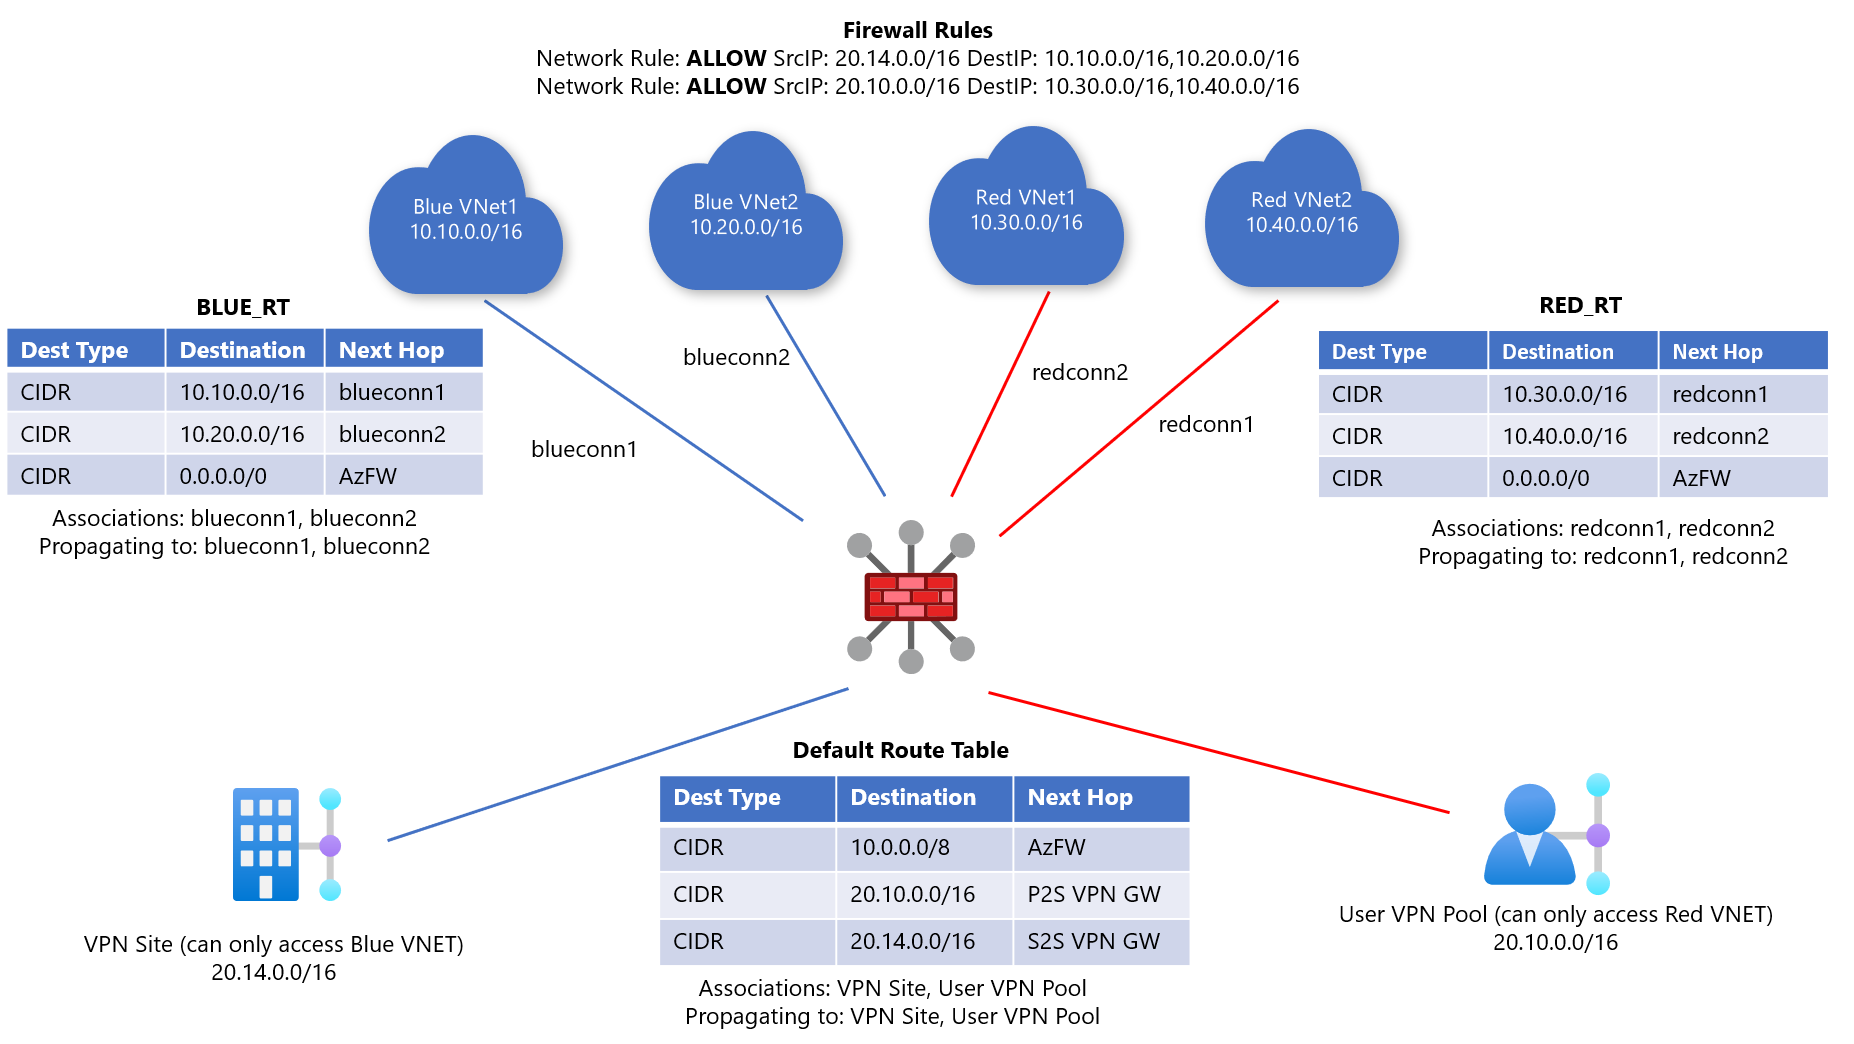 Firewall Rules
Network Rule: ALLOW SrcIP: 20.14.0.0/16 DestIP: 10.10.0.0/16,10.20.0.0/16
Network Rule: ALLOW SrcIP: 20.10.0.0/16 DestIP: 10.30.0.0/16,10.40.0.0/16
Blue VNet1
10.10.0.0/16
Blue VNet2
10.20.0.0/16
Red VNet1
10.30.0.0/16
Red VNet2
10.40.0.0/16
BLUE_RT
Dest Type Destination Next Hop
CIDR 10.10.0.0/16 blueconn1
CIDR 10.20.0.0/16 blueconn2
CIDR 0.0.0.0/0 AzFW
Associations: blueconn1, blueconn2
Propagating to: blueconn1, blueconn2
blueconn1
blueconn2
redconn2
redconn1
RED_RT
Dest Type Destination Next Hop
CIDR 10.30.0.0/16 redconn1
CIDR 10.40.0.0/16 redconn2
CIDR 0.0.0.0/0 AzFW
Associations: redconn1, redconn2
Propagating to: redconn1, redconn2
VPN Site (can only access Blue VNET)
20.14.0.0/16
Default Route Table
Dest Type Destination Next Hop
CIDR 10.0.0.0/8 AzFW
CIDR 20.10.0.0/16 P2S VPN GW
CIDR 20.14.0.0/16 S2S VPN GW
Associations: VPN Site, User VPN Pool
Propagating to: VPN Site, User VPN Pool
User VPN Pool (can only access Red VNET)
20.10.0.0/16